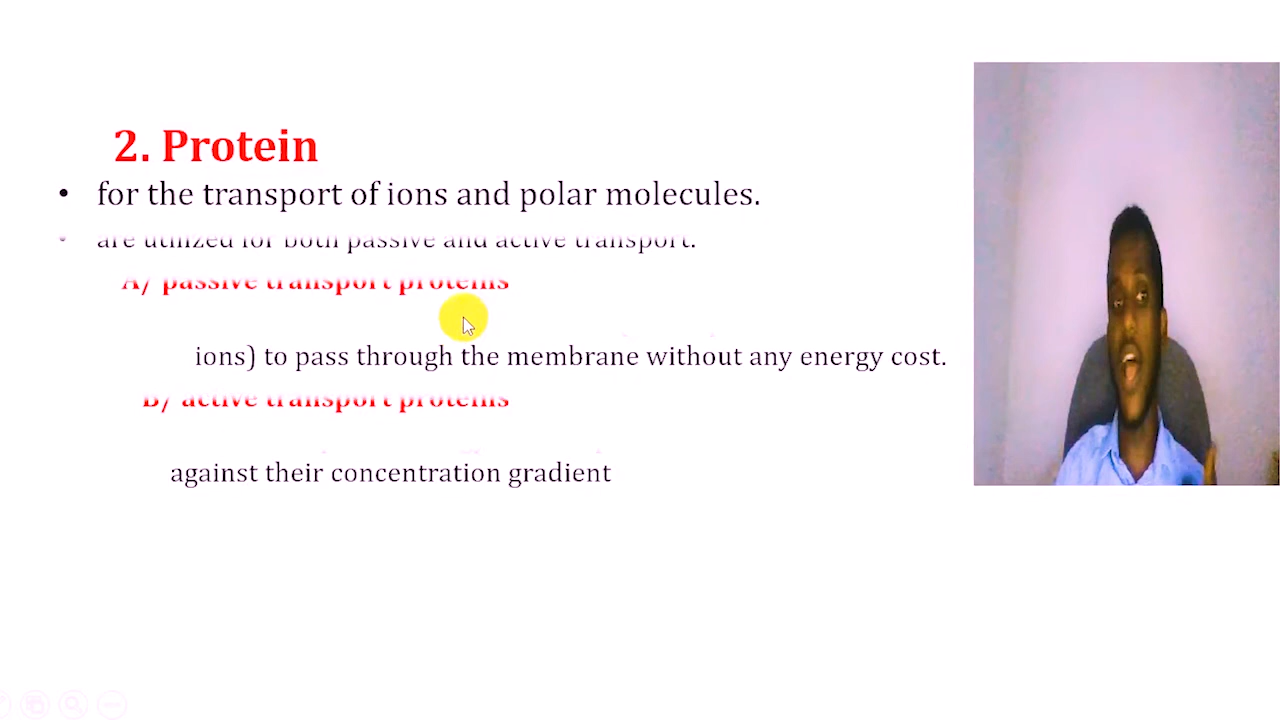 2. Protein
• for the transport of ions and polar molecules.
• are utilized for both passive and active transport.
A/ passive transport proteins
ions) to pass through the membrane without any energy cost.
B/ active transport proteins
against their concentration gradient